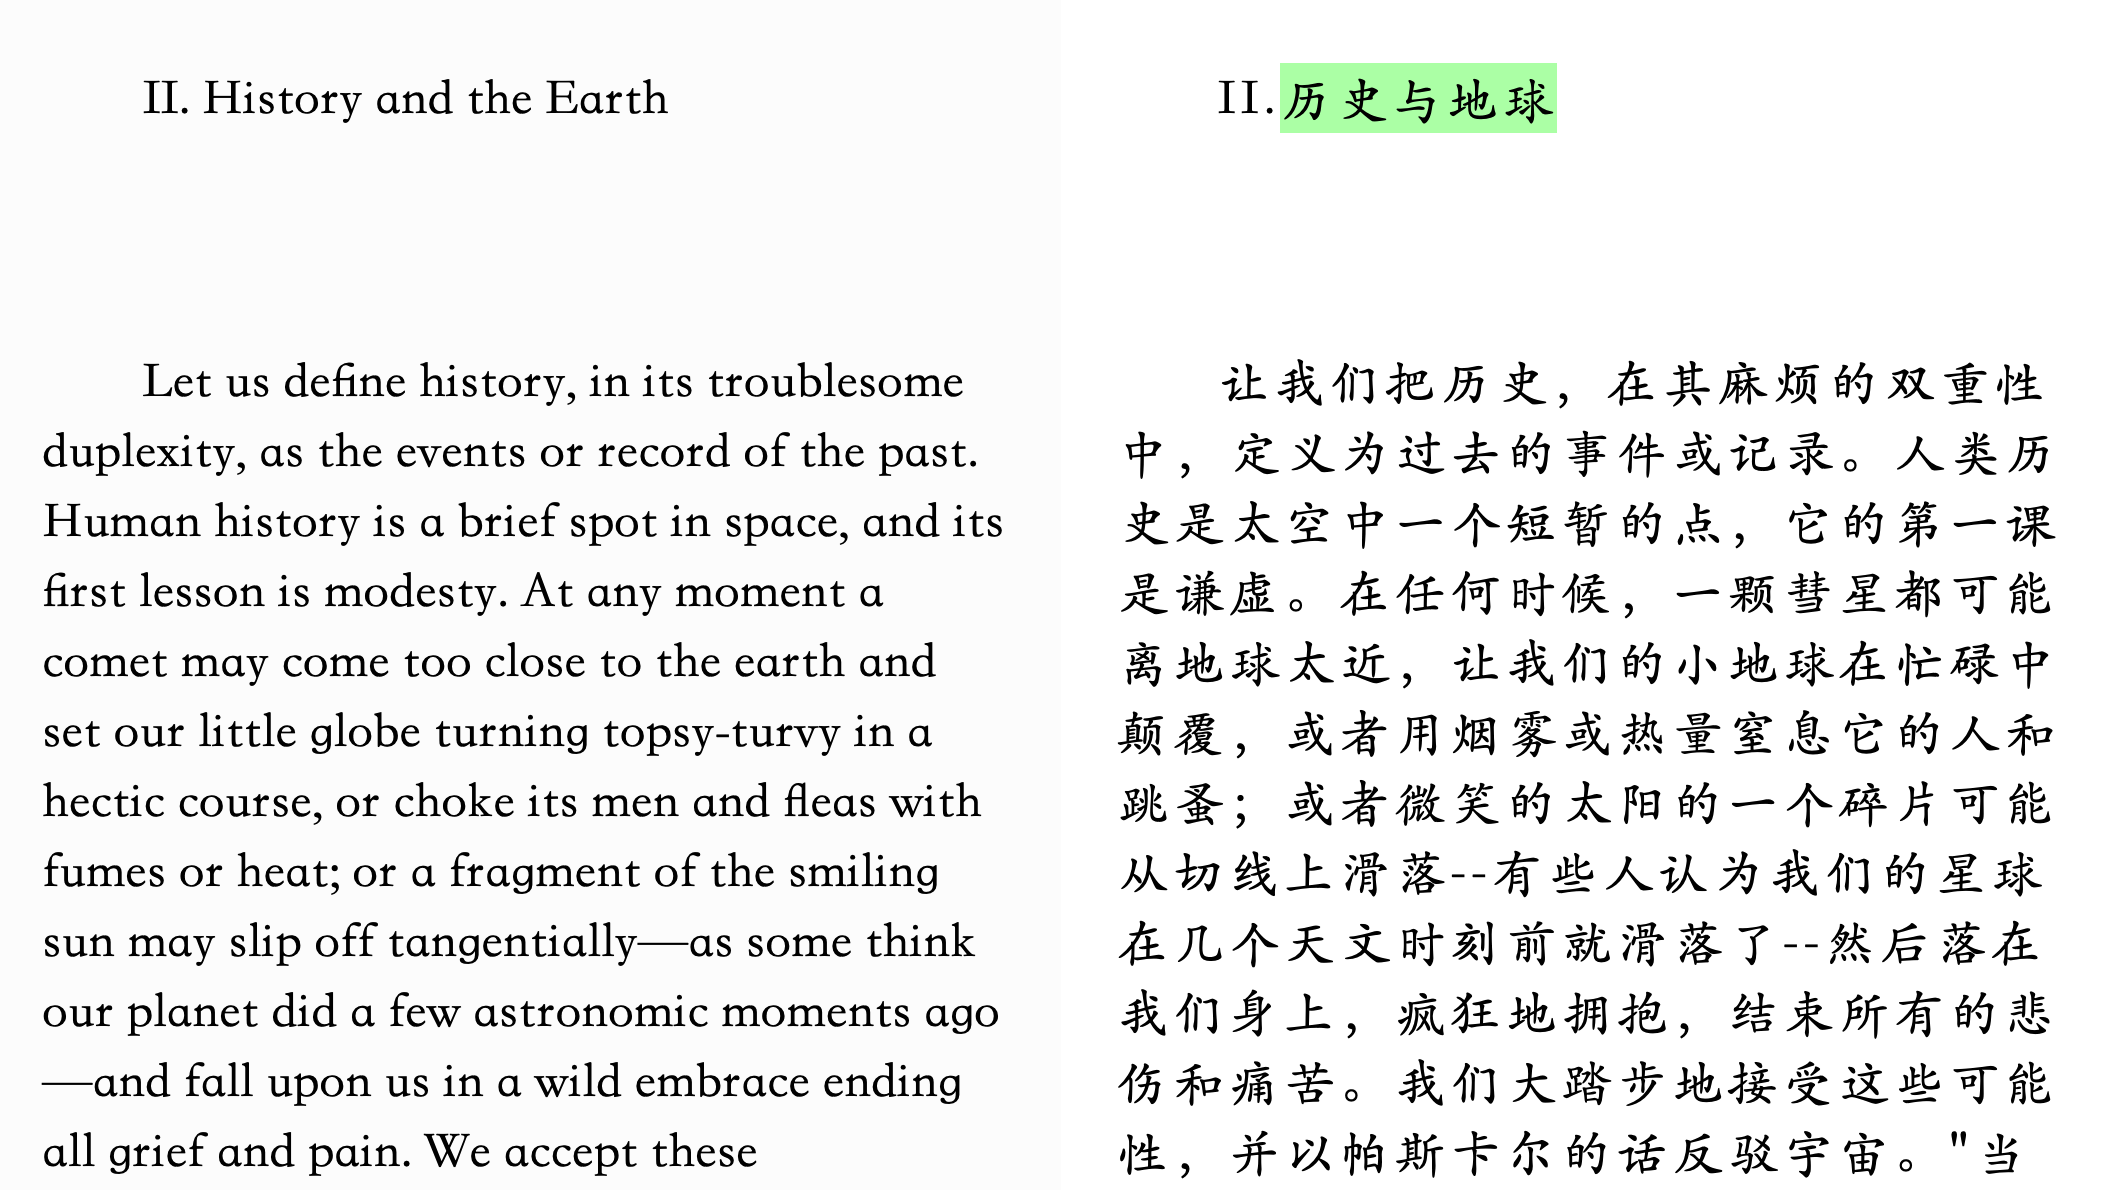 II. History and the Earth
Let us define history, in its troublesome
duplexity, as the events or record of the past.
Human history is a brief spot in space, and its
first lesson is modesty. At any moment a
comet may come too close to the earth and
set our little globe turning topsy-turvy in a
hectic course, or choke its men and fleas with
fumes or heat; or a fragment of the smiling
sun may slip off tangentially—as some think
our planet did a few astronomic moments ago
—and fall upon us in a wild embrace ending
all grief and pain. We accept these
II.历史与地球
让我们把历史，在其麻烦的双重性
中，定义为过去的事件或记录。人类历
史是太空中一个短暂的点，它的第一课
是谦虚。在任何时候，一颗彗星都可能
离地球太近，让我们的小地球在忙碌中
颠覆，或者用烟雾或热量窒息它的人和
跳蚤；或者微笑的太阳的一个碎片可能
从切线上滑落--有些人认为我们的星球
在几个天文时刻前就滑落了--然后落在
我们身上，疯狂地拥抱，结束所有的悲
伤和痛苦。我们大踏步地接受这些可能
性，并以帕斯卡尔的话反驳宇宙。"当